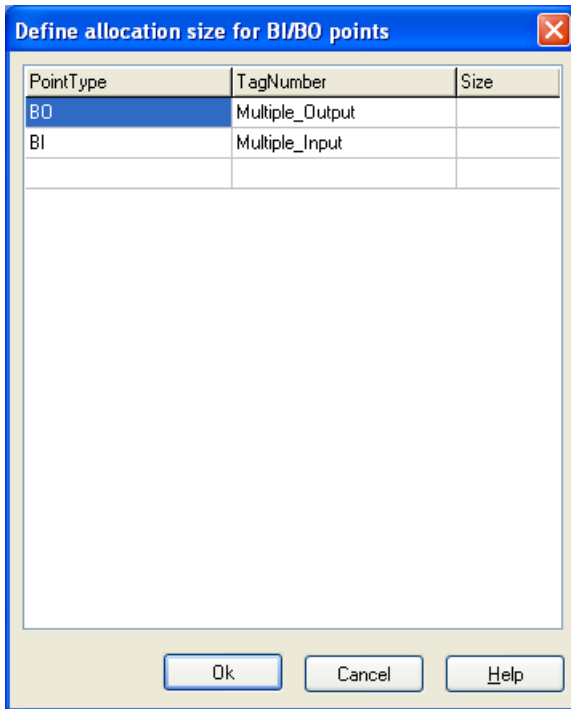 Define allocation size for BI/BO points
PointType TagNumber Size
BO Multiple_Output
BI Multiple_Input
Ok Cancel Help